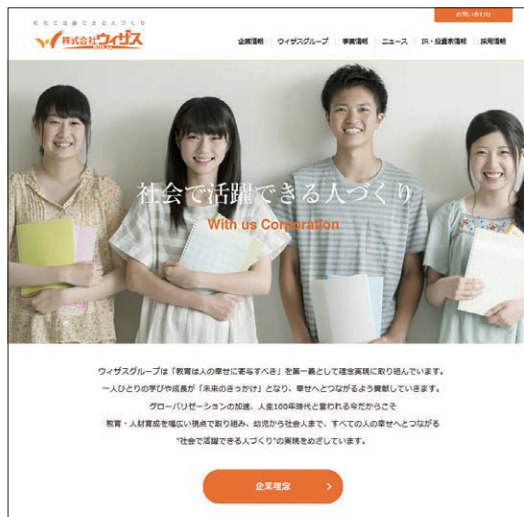 社会で活躍できる人づくり
お問い合わせ
株式会社ウィザス
企業情報 ウィザスグループ 事業情報 ニュース IR・投資家情報 採用情報
社会で活躍できる人づくり
With us Corporation
ウィザスグループは「教育は人の幸せに寄与すべき」を第一義として理念実現に取り組んでいます。
一人ひとりの学びや成長が「未来のきっかけ」となり、幸せへとつながるよう貢献していきます。
グローバリゼーションの加速、人生100年時代と言われる今だからこそ
教育・人材育成を幅広い視点で取り組み、幼児から社会人まで、すべての人の幸せへとつながる
"社会で活躍できる人づくり"の実現をめざしています。
企業理念